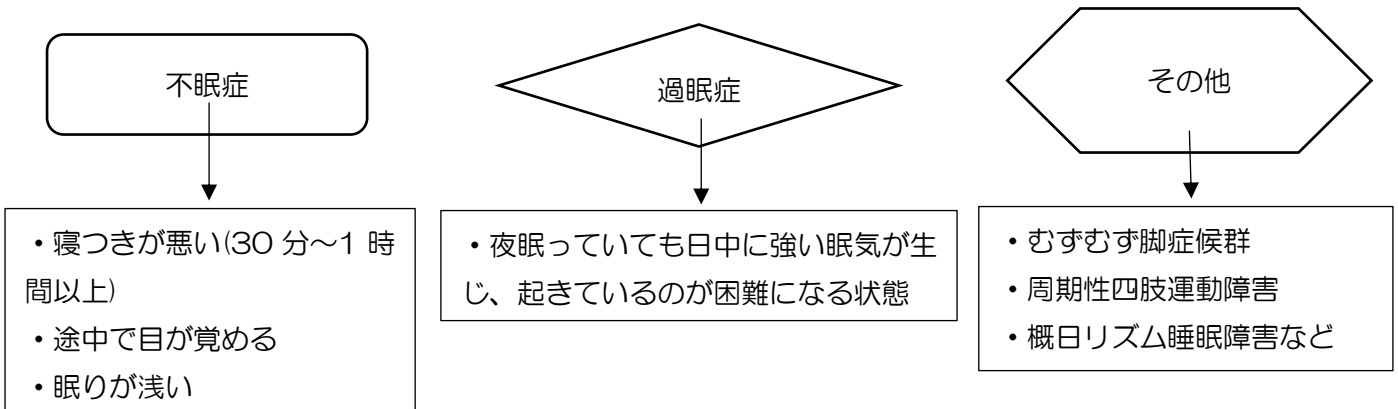 不眠症
過眠症
その他
・寝つきが悪い(30 分～1 時
間以上)
・途中で目が覚める
・眠りが浅い
・夜眠っていても日中に強い眠気が生
じ、起きているのが困難になる状態
・むずむず脚症候群
・周期性四肢運動障害
・概日リズム睡眠障害など